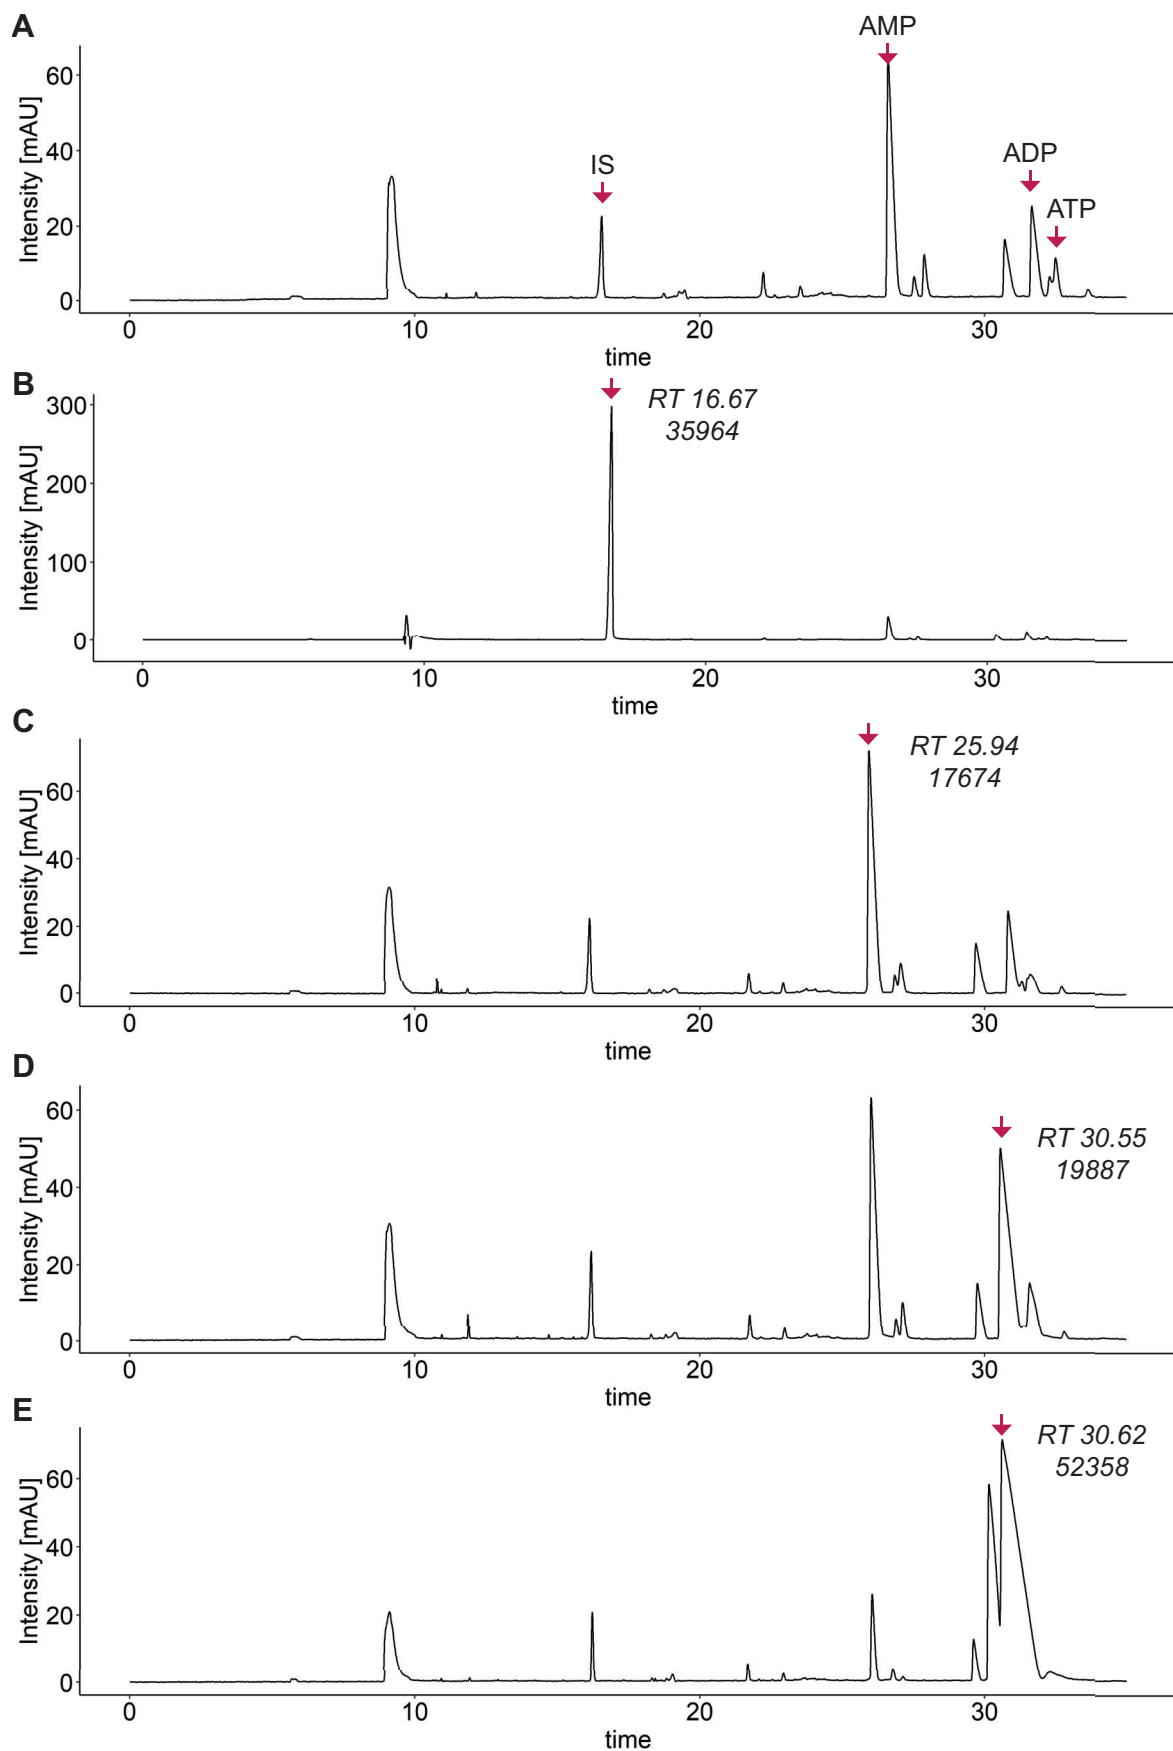 A
AMP
IS
ADP
ATP
Intensity [mAU]
60
40
20
0
0 10 20 30
time
B
RT 16.67
35964
Intensity [mAU]
300
200
100
0
0 10 20 30
time
C
RT 25.94
17674
Intensity [mAU]
60
40
20
0
0 10 20 30
time
D
RT 30.55
19887
Intensity [mAU]
60
40
20
0
0 10 20 30
time
E
RT 30.62
52358
Intensity [mAU]
60
40
20
0
0 10 20 30
time